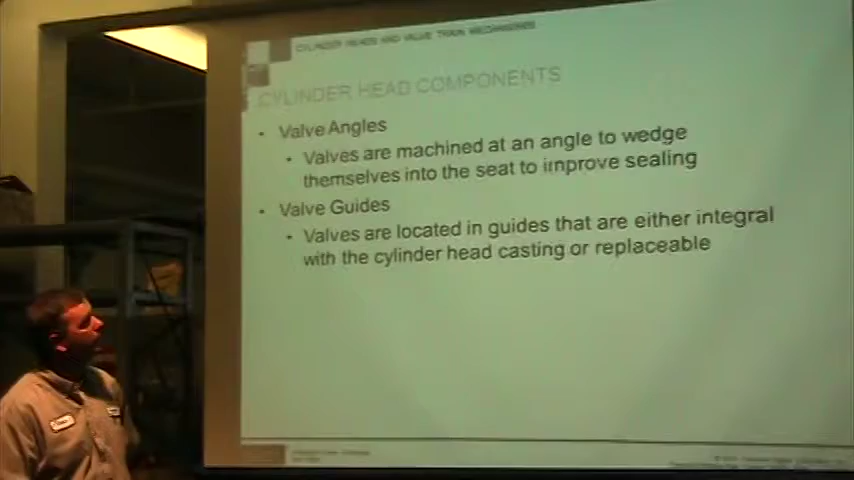 CYLINDER HEADS AND VALVE TRAIN MECHANISMS
CYLINDER HEAD COMPONENTS
• Valve Angles
• Valves are machined at an angle to wedge
themselves into the seat to improve sealing
• Valve Guides
• Valves are located in guides that are either integral
with the cylinder head casting or replaceable